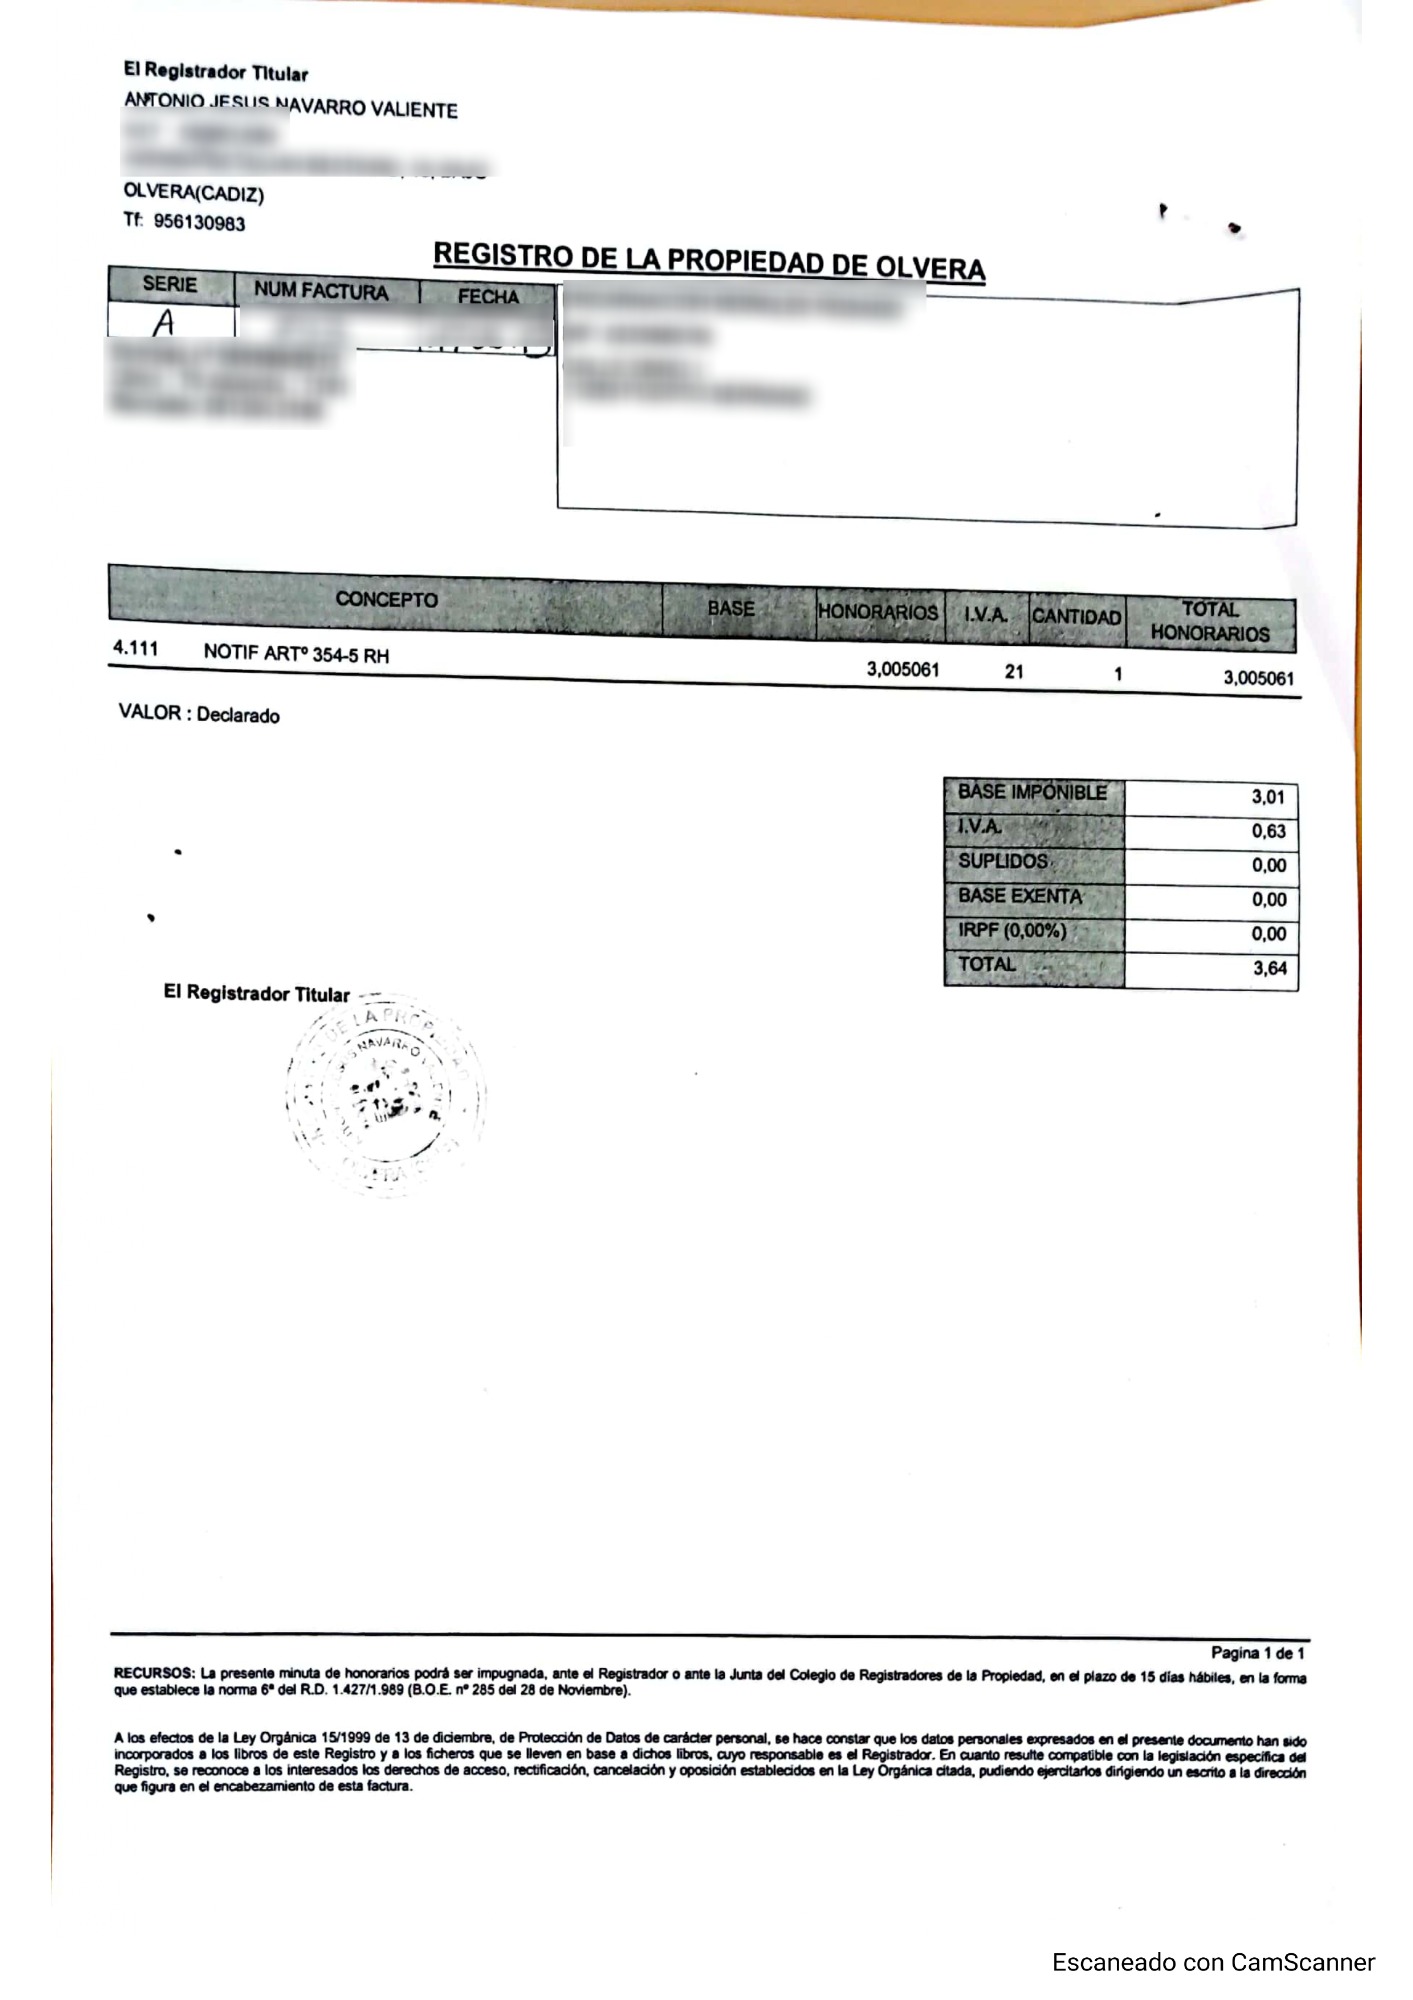 El Registrador Titular
ANTONIO JESUS NAVARRO VALIENTE
OLVERA(CADIZ)
Tf: 956130983
REGISTRO DE LA PROPIEDAD DE OLVERA
SERIE NUM FACTURA FECHA
A
CONCEPTO BASE HONORARIOS I.V.A. CANTIDAD TOTAL HONORARIOS
4.111 NOTIF ARTº 354-5 RH 3,005061 21 1 3,005061
VALOR : Declarado
BASE IMPONIBLE 3,01
I.V.A. 0,63
SUPLIDOS 0,00
BASE EXENTA 0,00
IRPF (0,00%) 0,00
TOTAL 3,64
El Registrador Titular
DE LA PROPIEDAD
NAVARRO
Pagina 1 de 1
RECURSOS: La presente minuta de honorarios podrá ser impugnada, ante el Registrador o ante la Junta del Colegio de Registradores de la Propiedad, en el plazo de 15 días hábiles, en la forma
que establece la norma 6ª del R.D. 1.427/1.989 (B.O.E. nº 285 del 28 de Noviembre).
A los efectos de la Ley Orgánica 15/1999 de 13 de diciembre, de Protección de Datos de carácter personal, se hace constar que los datos personales expresados en el presente documento han sido
incorporados a los libros de este Registro y a los ficheros que se lleven en base a dichos libros, cuyo responsable es el Registrador. En cuanto resulte compatible con la legislación específica del
Registro, se reconoce a los interesados los derechos de acceso, rectificación, cancelación y oposición establecidos en la Ley Orgánica citada, pudiendo ejercitarlos dirigiendo un escrito a la dirección
que figura en el encabezamiento de esta factura.
Escaneado con CamScanner